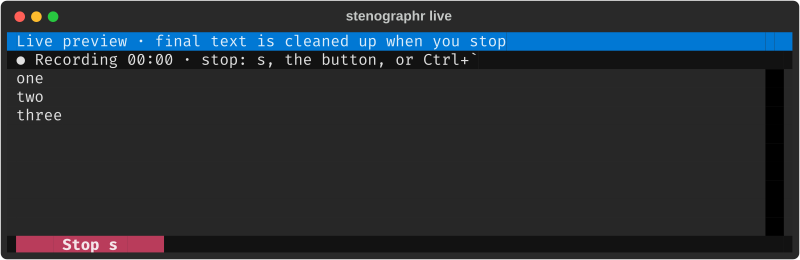 stenographr live
Live preview · final text is cleaned up when you stop
● Recording 00:00 · stop: s, the button, or Ctrl+`
one
two
three
Stop s